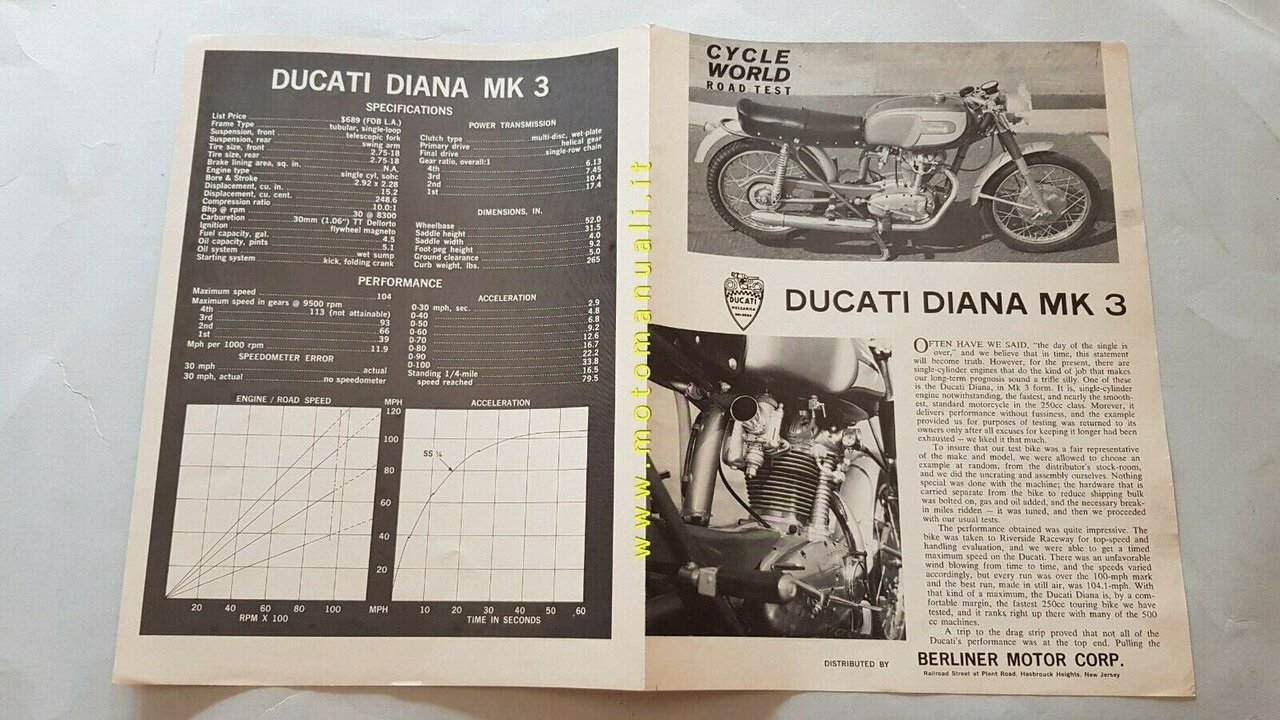 DUCATI DIANA MK 3
SPECIFICATIONS
List Price $689 (FOB L.A.)
Frame Type tubular, single-loop
Suspension, front telescopic fork
Suspension, rear swing arm
Tire size, front 2.75-18
Tire size, rear 2.75-18
Brake lining area, sq. in. N.A.
Engine type single cyl, sohc
Bore & Stroke 2.92 x 2.28
Displacement, cu. in. 15.2
Displacement, cu. cent. 248.6
Compression ratio 10.0:1
Bhp @ rpm 30 @ 8300
Carburetion 30mm (1.06") TT Dellorto
Ignition flywheel magneto
Fuel capacity, gal. 4.5
Oil capacity, pints 5.1
Oil system wet sump
Starting system kick, folding crank
POWER TRANSMISSION
Clutch type multi-disc, wet-plate
Primary drive helical gear
Final drive single-row chain
Gear ratio, overall:1
4th 6.13
3rd 7.45
2nd 10.4
1st 17.4
DIMENSIONS, IN.
Wheelbase 52.0
Saddle height 31.5
Saddle width 4.0
Foot-peg height 9.2
Ground clearance 5.0
Curb weight, lbs. 265
PERFORMANCE
Maximum speed 104
Maximum speed in gears @ 9500 rpm
4th 113 (not attainable)
3rd 93
2nd 66
1st 39
Mph per 1000 rpm 11.9
SPEEDOMETER ERROR
30 mph actual
30 mph, actual no speedometer
ACCELERATION
0-30 mph, sec. 2.9
0-40 4.8
0-50 6.8
0-60 9.2
0-70 12.6
0-80 16.7
0-90 22.2
0-100 33.8
Standing 1/4-mile 16.5
speed reached 79.5
ENGINE / ROAD SPEED
MPH
ACCELERATION
120
100
80
60
40
20
SS ¼
20 40 60 80 100
MPH
10 20 30 40 50 60
RPM X 100
TIME IN SECONDS
www.motomanuali.it
CYCLE
WORLD
ROAD TEST
DUCATI
MECCANICA
BOLOGNA
DUCATI DIANA MK 3
OFTEN HAVE WE SAID, "the day of the single is
over," and we believe that in time, this statement
will become truth. However, for the present, there are
single-cylinder engines that do the kind of job that makes
our long-term prognosis sound a trifle silly. One of these
is the Ducati Diana, in Mk 3 form. It is, single-cylinder
engine notwithstanding, the fastest, and nearly the smooth-
est, standard motorcycle in the 250cc class. Morever, it
delivers performance without fussiness, and the example
provided us for purposes of testing was returned to its
owners only after all excuses for keeping it longer had been
exhausted — we liked it that much.
To insure that our test bike was a fair representative
of the make and model, we were allowed to choose an
example at random, from the distributor's stock-room,
and we did the uncrating and assembly ourselves. Nothing
special was done with the machine; the hardware that is
carried separate from the bike to reduce shipping bulk
was bolted on, gas and oil added, and the necessary break-
in miles ridden — it was tuned, and then we proceeded
with our usual tests.
The performance obtained was quite impressive. The
bike was taken to Riverside Raceway for top-speed and
handling evaluation, and we were able to get a timed
maximum speed on the Ducati. There was an unfavorable
wind blowing from time to time, and the speeds varied
accordingly, but every run was over the 100-mph mark
and the best run, made in still air, was 104.1-mph. With
that kind of a maximum, the Ducati Diana is, by a com-
fortable margin, the fastest 250cc touring bike we have
tested, and it ranks right up there with many of the 500
cc machines.
A trip to the drag strip proved that not all of the
Ducati's performance was at the top end. Pulling the
DISTRIBUTED BY
BERLINER MOTOR CORP.
Railroad Street at Plant Road, Hasbrouck Heights, New Jersey